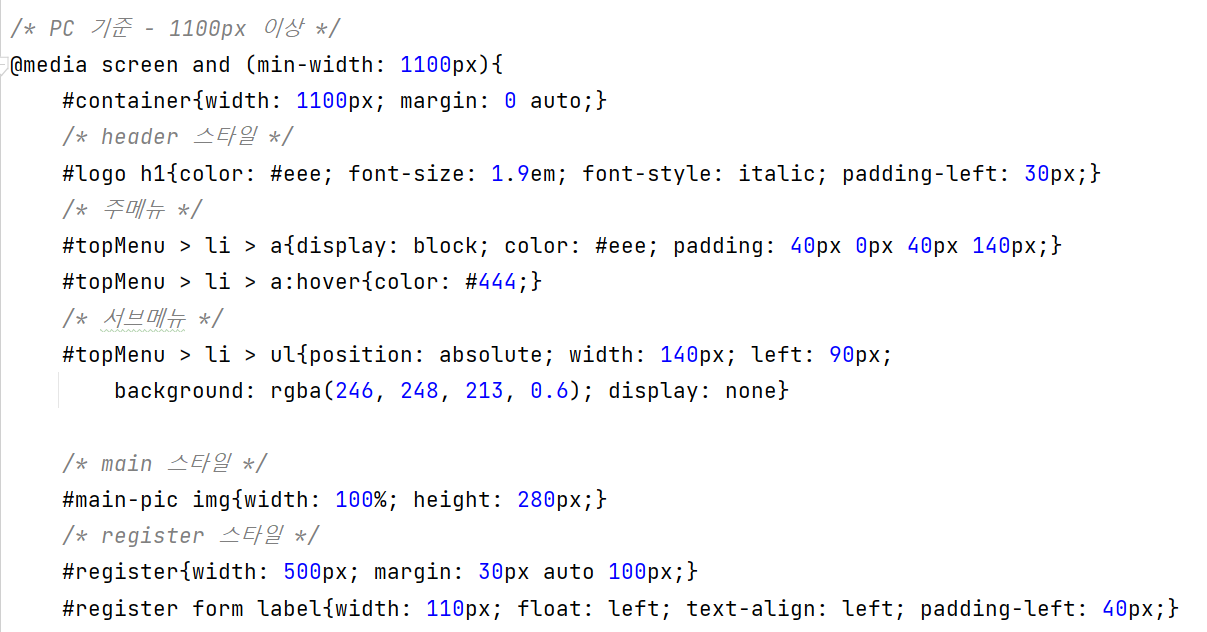 /* PC 기준 - 1100px 이상 */
@media screen and (min-width: 1100px){
#container{width: 1100px; margin: 0 auto;}
/* header 스타일 */
#logo h1{color: #eee; font-size: 1.9em; font-style: italic; padding-left: 30px;}
/* 주메뉴 */
#topMenu > li > a{display: block; color: #eee; padding: 40px 0px 40px 140px;}
#topMenu > li > a:hover{color: #444;}
/* 서브메뉴 */
#topMenu > li > ul{position: absolute; width: 140px; left: 90px;
background: rgba(246, 248, 213, 0.6); display: none}
/* main 스타일 */
#main-pic img{width: 100%; height: 280px;}
/* register 스타일 */
#register{width: 500px; margin: 30px auto 100px;}
#register form label{width: 110px; float: left; text-align: left; padding-left: 40px;}